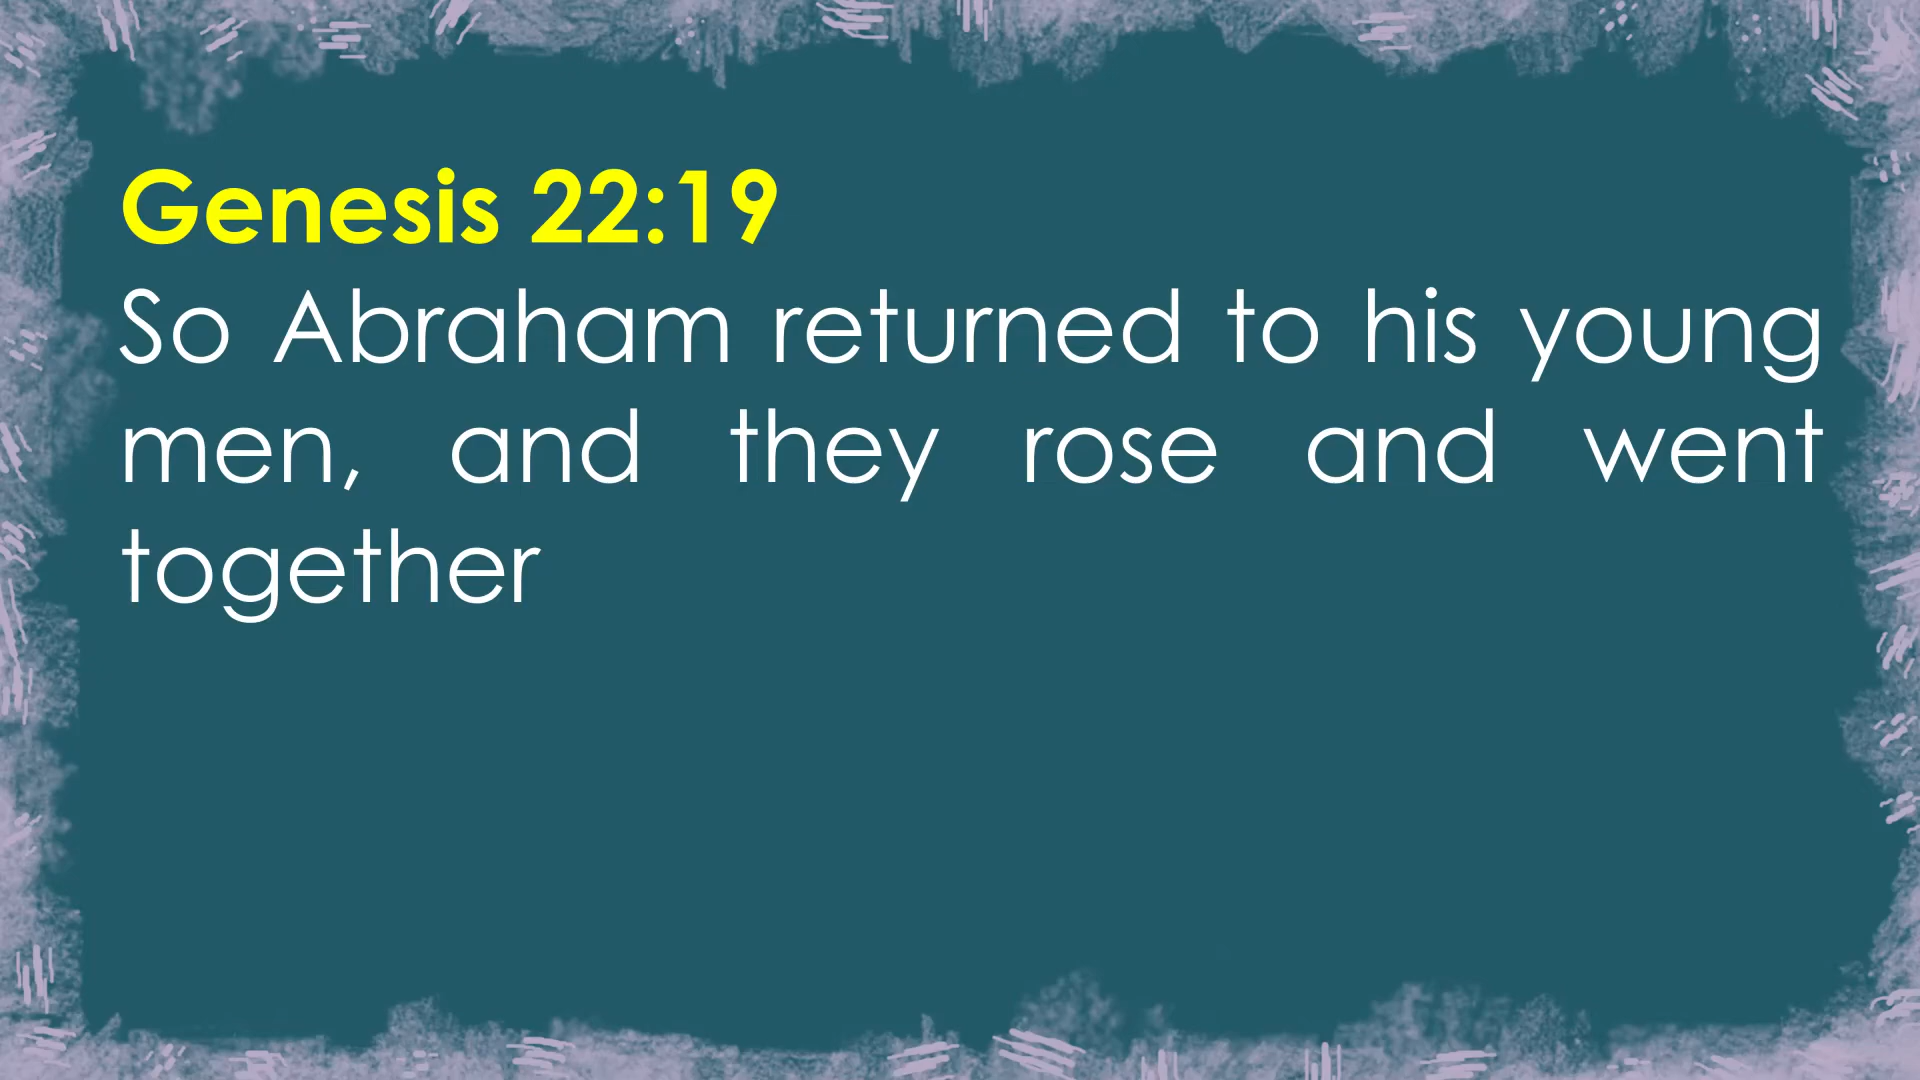 Genesis 22:19
So Abraham returned to his young
men, and they rose and went
together